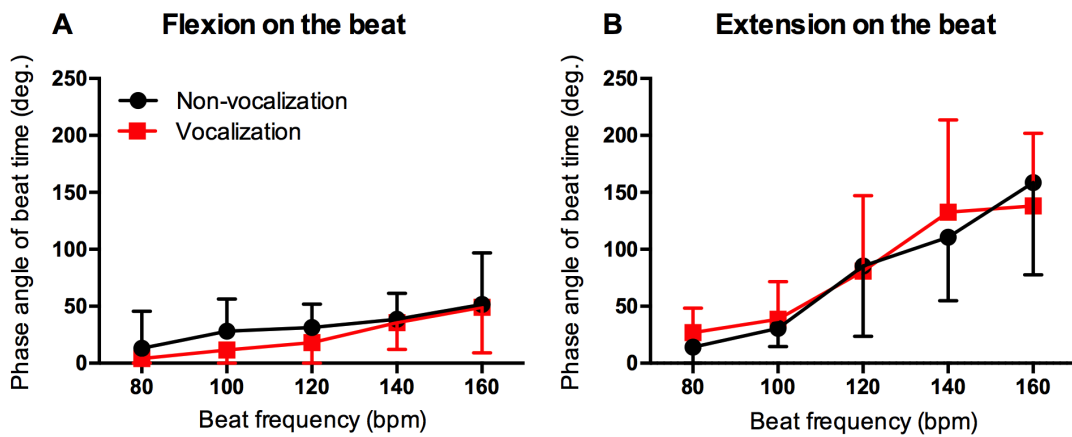 A Flexion on the beat
Phase angle of beat time (deg.)
250
200
150
100
50
0
Non-vocalization
Vocalization
80 100 120 140 160
Beat frequency (bpm)
B Extension on the beat
Phase angle of beat time (deg.)
250
200
150
100
50
0
80 100 120 140 160
Beat frequency (bpm)